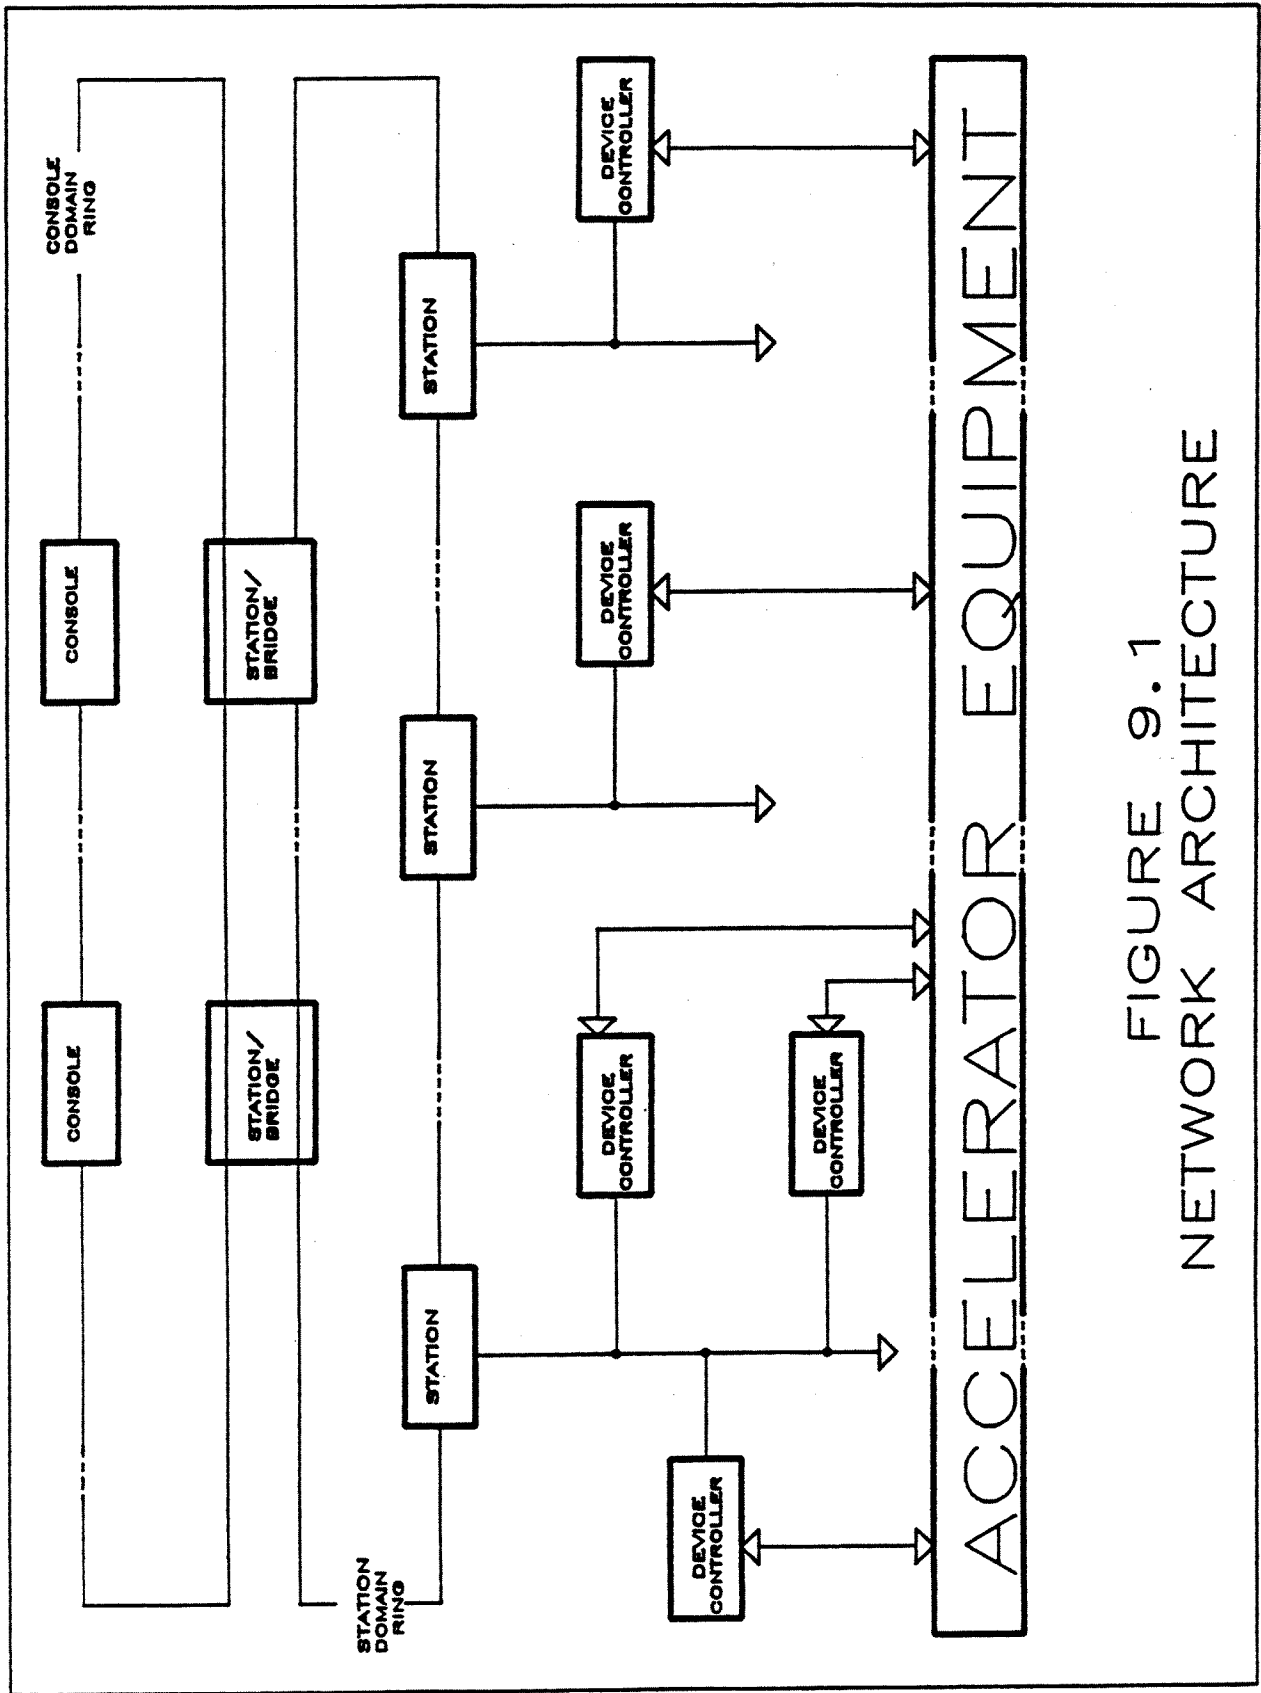 CONSOLE
DOMAIN
RING
CONSOLE
CONSOLE
STATION/
BRIDGE
STATION/
BRIDGE
STATION
DOMAIN
RING
STATION
STATION
STATION
DEVICE
CONTROLLER
DEVICE
CONTROLLER
DEVICE
CONTROLLER
DEVICE
CONTROLLER
DEVICE
CONTROLLER
ACCELERATOR EQUIPMENT
FIGURE 9.1
NETWORK ARCHITECTURE